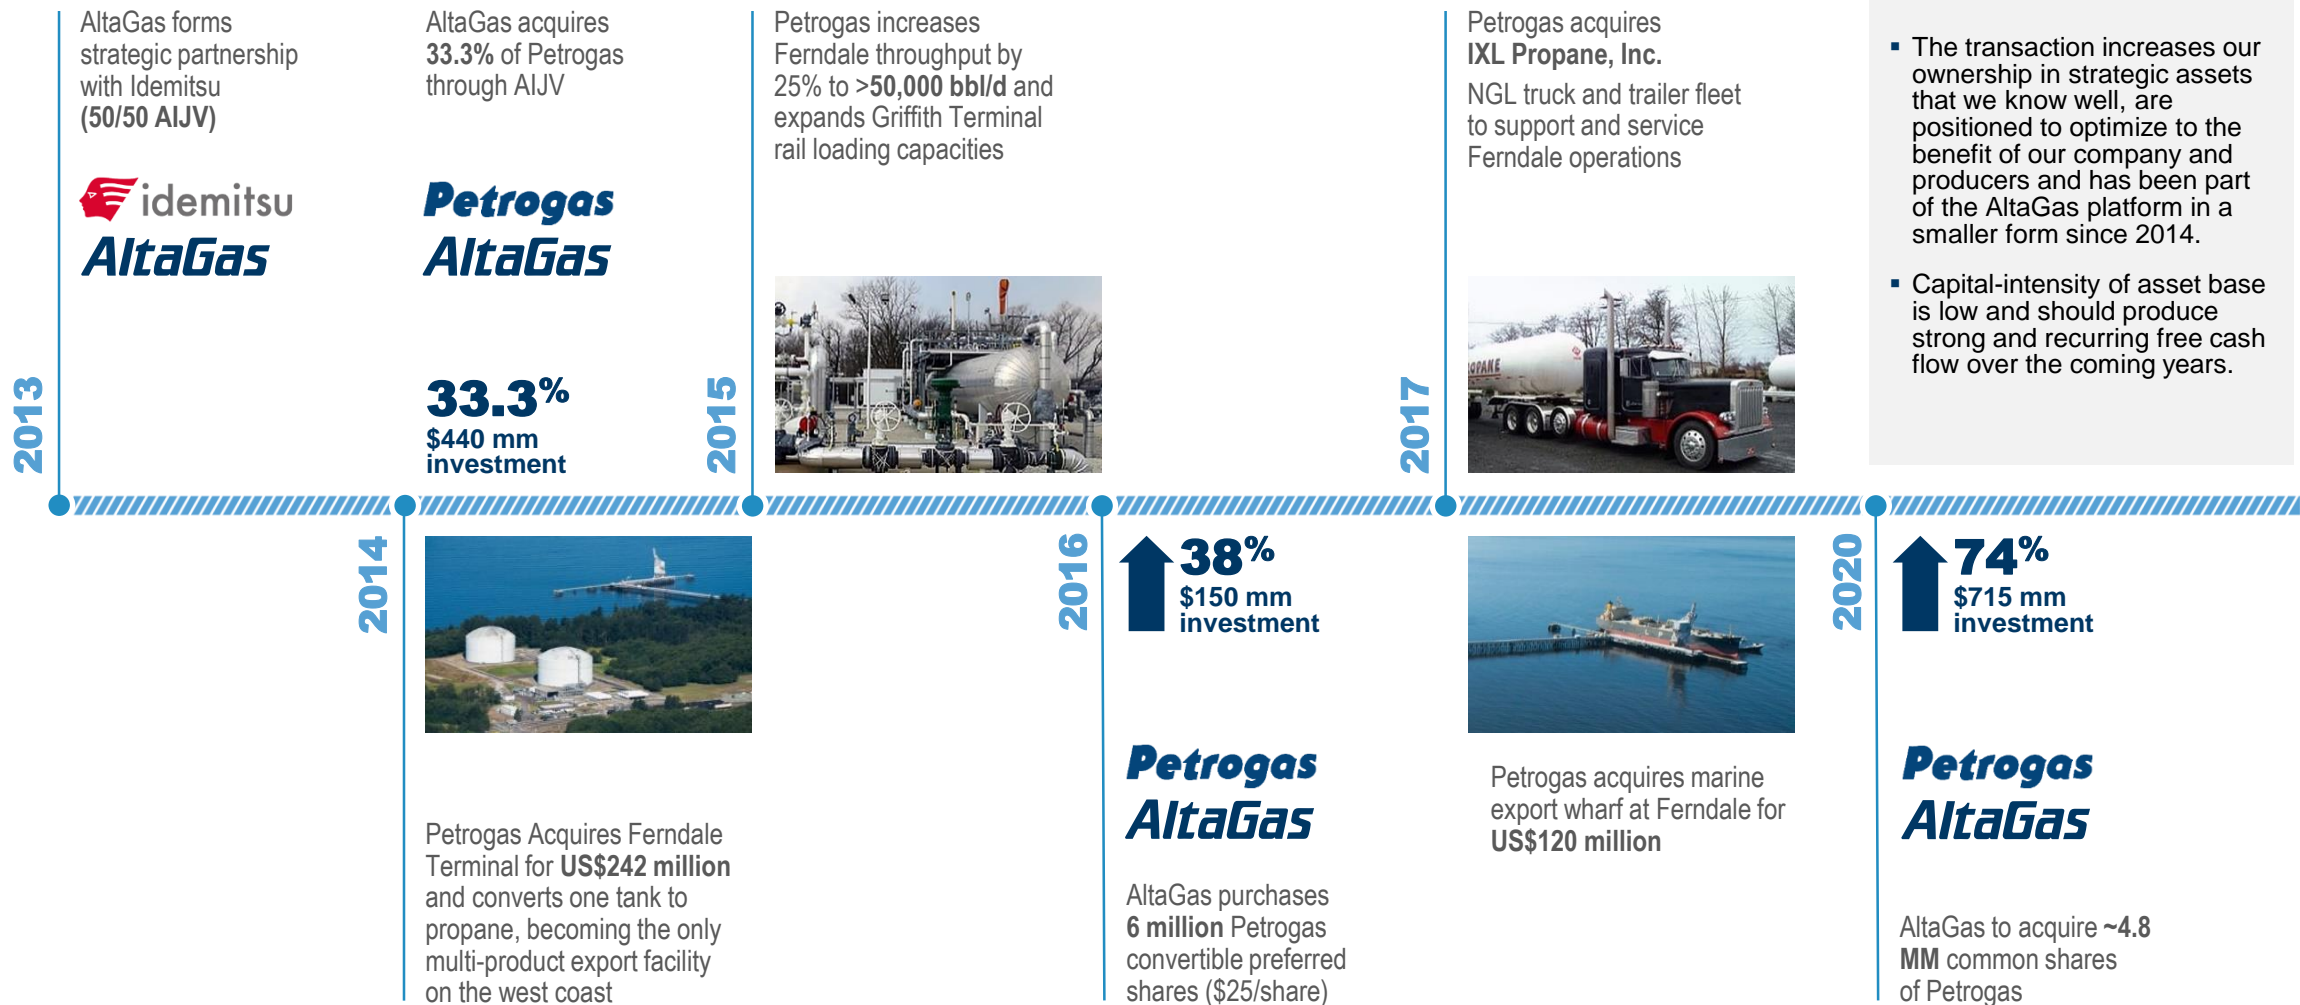 AltaGas forms
strategic partnership
with Idemitsu
(50/50 AIJV)
idemitsu
AltaGas
2013
AltaGas acquires
33.3% of Petrogas
through AIJV
Petrogas
AltaGas
33.3%
$440 mm
investment
2014
Petrogas Acquires Ferndale
Terminal for US$242 million
and converts one tank to
propane, becoming the only
multi-product export facility
on the west coast
2015
Petrogas increases
Ferndale throughput by
25% to >50,000 bbl/d and
expands Griffith Terminal
rail loading capacities
2016
38%
$150 mm
investment
Petrogas
AltaGas
AltaGas purchases
6 million Petrogas
convertible preferred
shares ($25/share)
2017
Petrogas acquires
IXL Propane, Inc.
NGL truck and trailer fleet
to support and service
Ferndale operations
OPANE
Petrogas acquires marine
export wharf at Ferndale for
US$120 million
2020
74%
$715 mm
investment
Petrogas
AltaGas
AltaGas to acquire ~4.8
MM common shares
of Petrogas
▪ The transaction increases our
ownership in strategic assets
that we know well, are
positioned to optimize to the
benefit of our company and
producers and has been part
of the AltaGas platform in a
smaller form since 2014.
▪ Capital-intensity of asset base
is low and should produce
strong and recurring free cash
flow over the coming years.